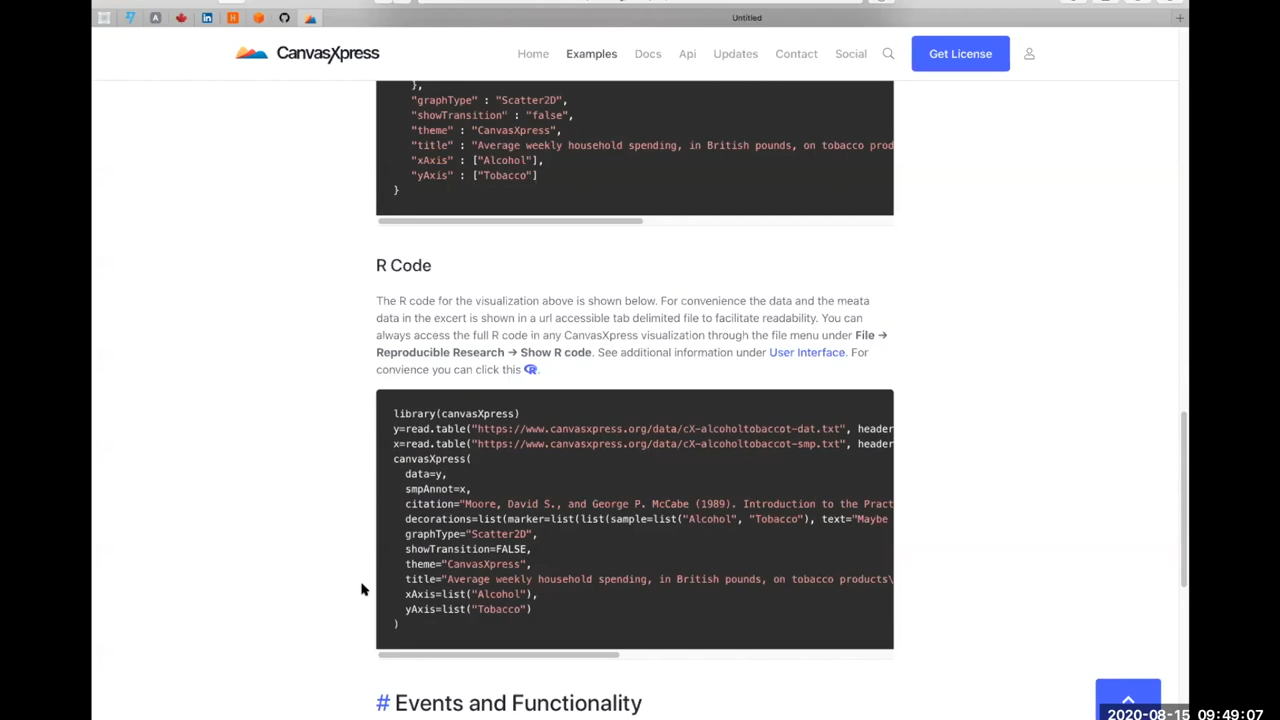 Untitled
CanvasXpress
Home Examples Docs Api Updates Contact Social Get License
},
"graphType" : "Scatter2D",
"showTransition" : "false",
"theme" : "CanvasXpress",
"title" : "Average weekly household spending, in British pounds, on tobacco prod
"xAxis" : ["Alcohol"],
"yAxis" : ["Tobacco"]
}
R Code
The R code for the visualization above is shown below. For convenience the data and the meata
data in the excert is shown in a url accessible tab delimited file to facilitate readability. You can
always access the full R code in any CanvasXpress visualization through the file menu under File →
Reproducible Research → Show R code. See additional information under User Interface. For
convience you can click this R.
library(canvasXpress)
y=read.table("https://www.canvasxpress.org/data/cX-alcoholtobaccot-dat.txt", header
x=read.table("https://www.canvasxpress.org/data/cX-alcoholtobaccot-smp.txt", header
canvasXpress(
data=y,
smpAnnot=x,
citation="Moore, David S., and George P. McCabe (1989). Introduction to the Pract
decorations=list(marker=list(list(sample=list("Alcohol", "Tobacco"), text="Maybe
graphType="Scatter2D",
showTransition=FALSE,
theme="CanvasXpress",
title="Average weekly household spending, in British pounds, on tobacco products\
xAxis=list("Alcohol"),
yAxis=list("Tobacco")
)
# Events and Functionality
2020-08-15 09:49:07